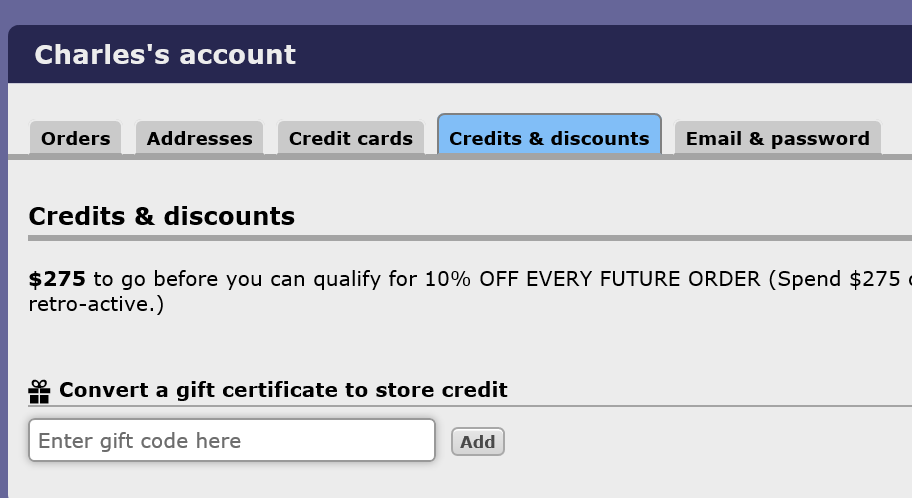 Charles's account
Orders Addresses Credit cards Credits & discounts Email & password
Credits & discounts
$275 to go before you can qualify for 10% OFF EVERY FUTURE ORDER (Spend $275
retro-active.)
Convert a gift certificate to store credit
Enter gift code here Add